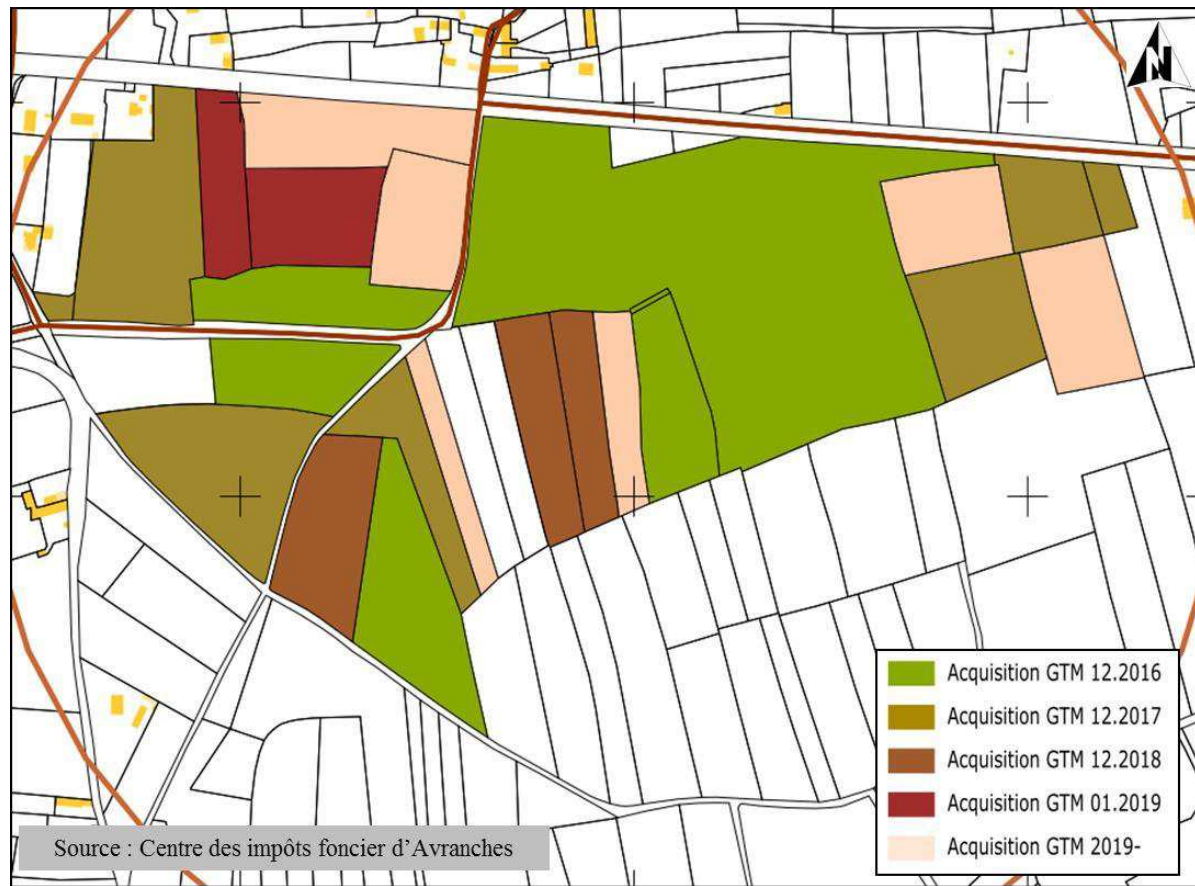 N
Acquisition GTM 12.2016
Acquisition GTM 12.2017
Acquisition GTM 12.2018
Acquisition GTM 01.2019
Acquisition GTM 2019-
Source : Centre des impôts foncier d’Avranches